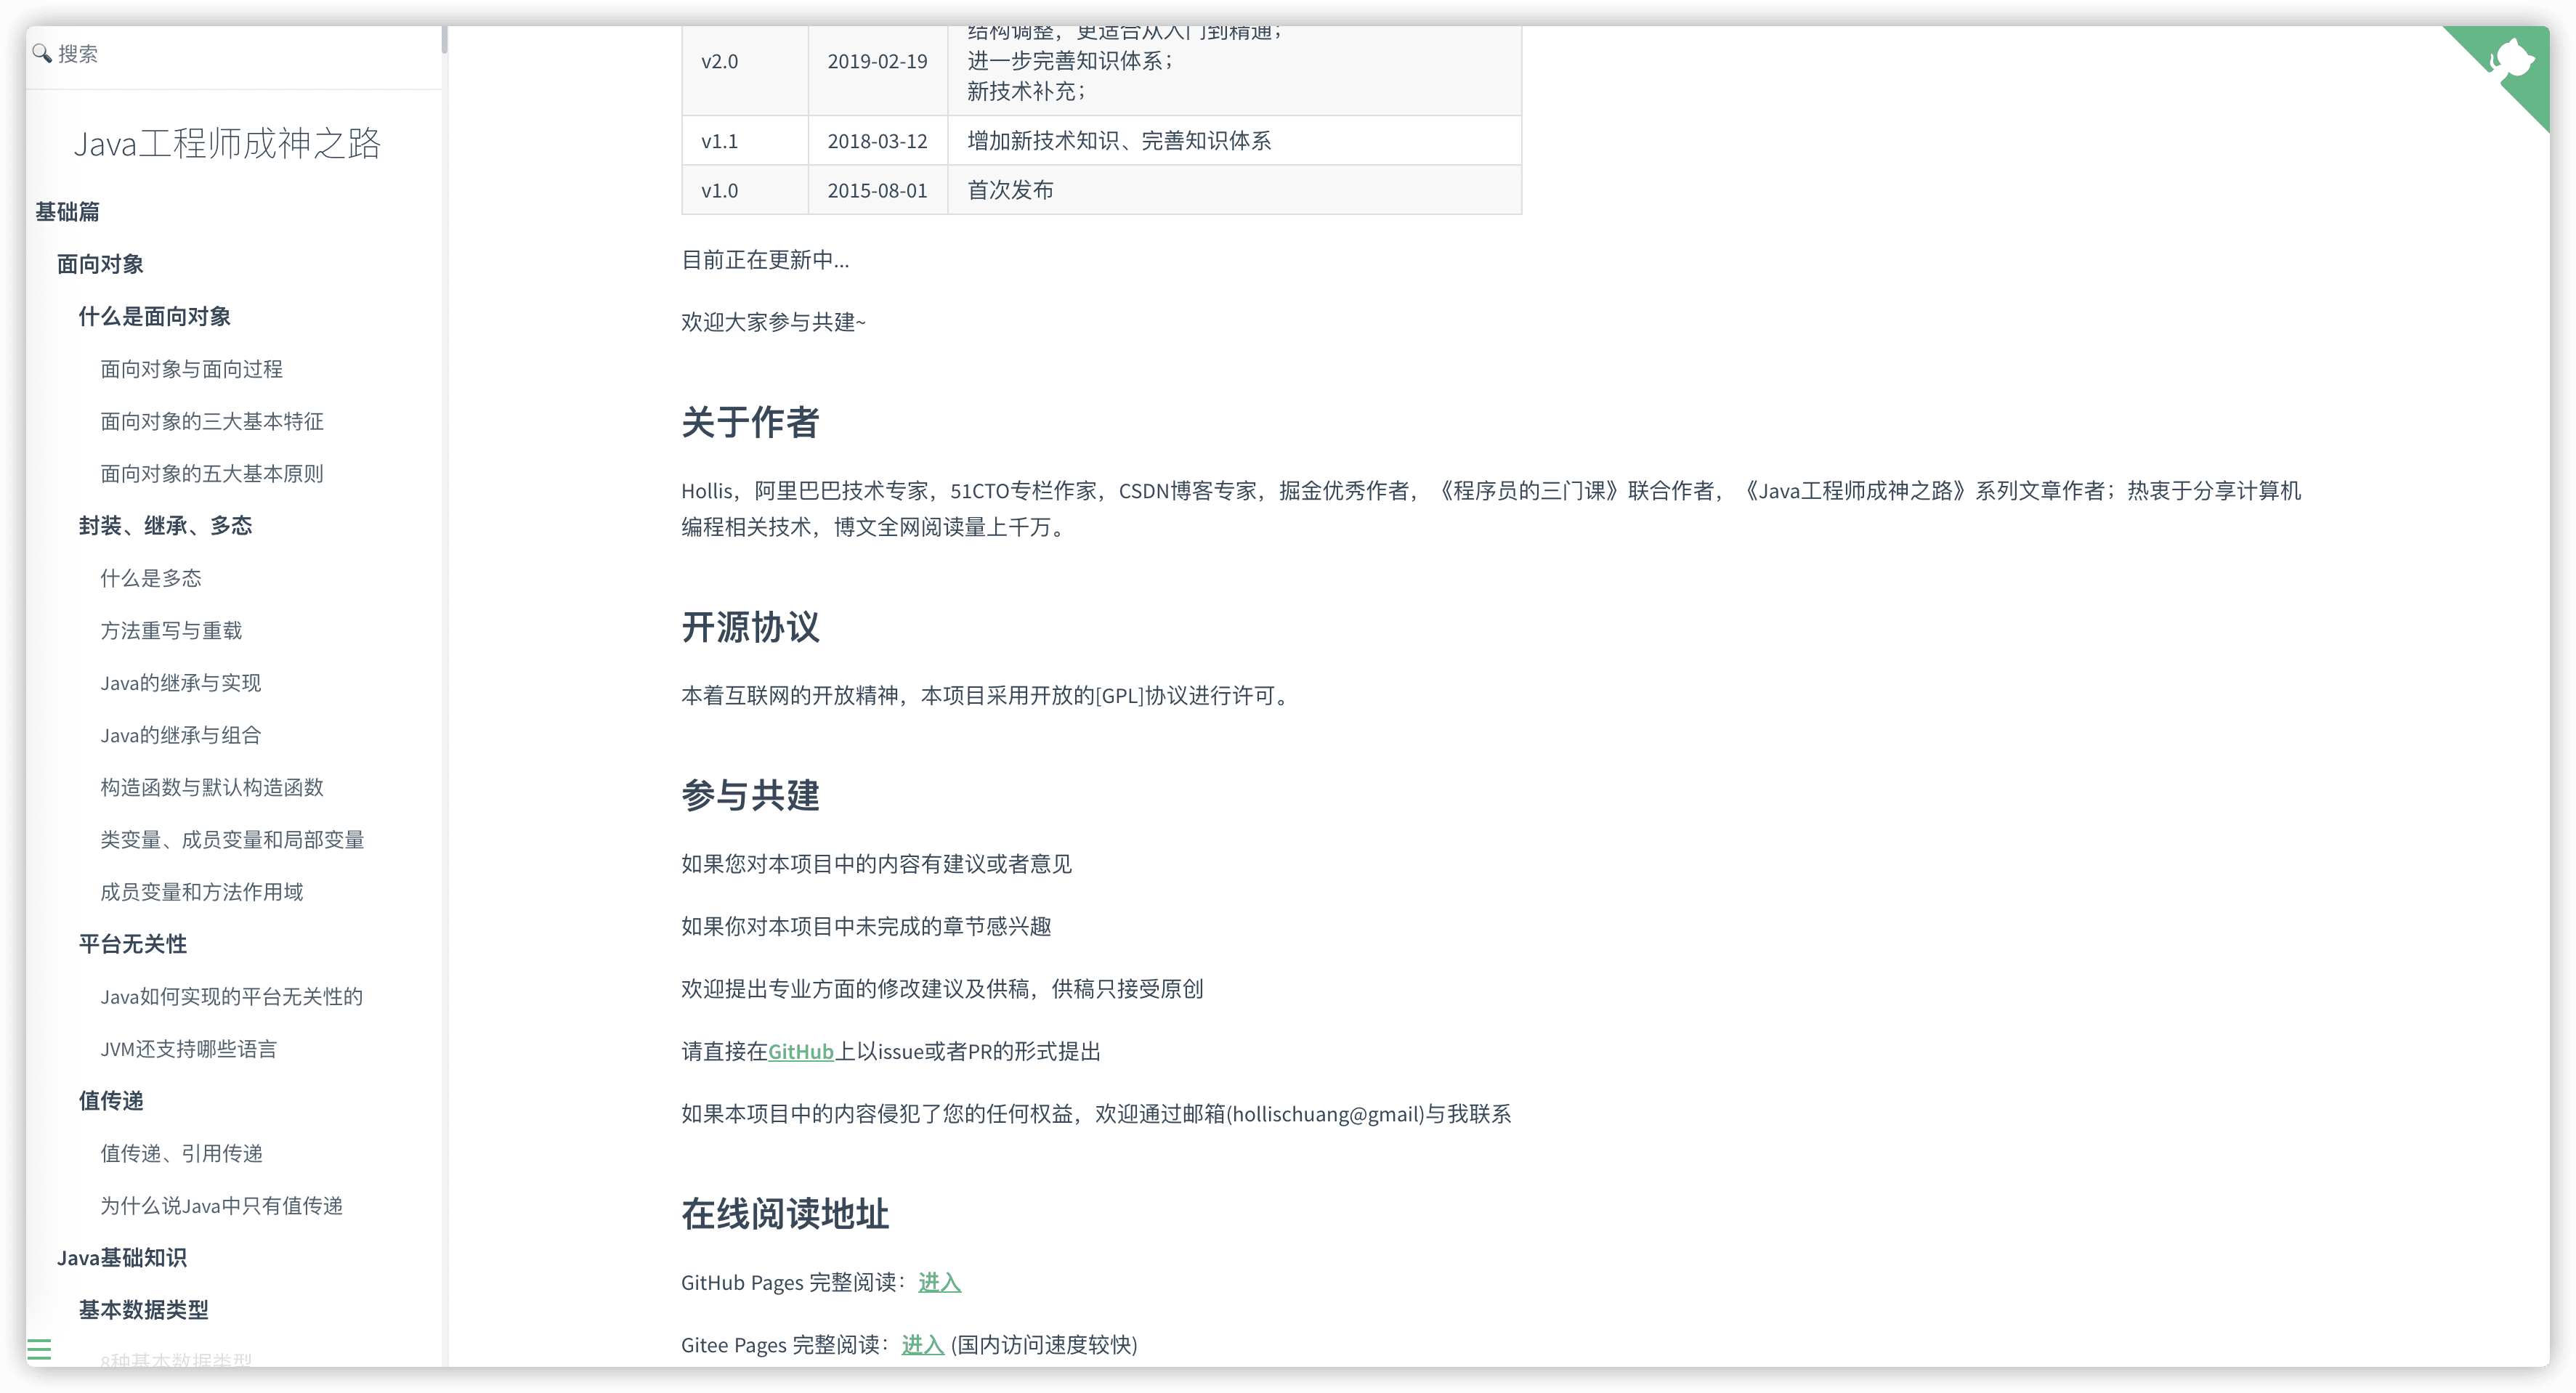 搜索
Java工程师成神之路
基础篇
面向对象
什么是面向对象
面向对象与面向过程
面向对象的三大基本特征
面向对象的五大基本原则
封装、继承、多态
什么是多态
方法重写与重载
Java的继承与实现
Java的继承与组合
构造函数与默认构造函数
类变量、成员变量和局部变量
成员变量和方法作用域
平台无关性
Java如何实现的平台无关性的
JVM还支持哪些语言
值传递
值传递、引用传递
为什么说Java中只有值传递
Java基础知识
基本数据类型
8种基本数据类型
结构调整，更适合从入门到精通；
v2.0 2019-02-19 进一步完善知识体系；
新技术补充；
v1.1 2018-03-12 增加新技术知识、完善知识体系
v1.0 2015-08-01 首次发布
目前正在更新中...
欢迎大家参与共建~
关于作者
Hollis，阿里巴巴技术专家，51CTO专栏作家，CSDN博客专家，掘金优秀作者，《程序员的三门课》联合作者，《Java工程师成神之路》系列文章作者；热衷于分享计算机
编程相关技术，博文全网阅读量上千万。
开源协议
本着互联网的开放精神，本项目采用开放的[GPL]协议进行许可。
参与共建
如果您对本项目中的内容有建议或者意见
如果你对本项目中未完成的章节感兴趣
欢迎提出专业方面的修改建议及供稿，供稿只接受原创
请直接在GitHub上以issue或者PR的形式提出
如果本项目中的内容侵犯了您的任何权益，欢迎通过邮箱(hollischuang@gmail)与我联系
在线阅读地址
GitHub Pages 完整阅读：进入
Gitee Pages 完整阅读：进入 (国内访问速度较快)